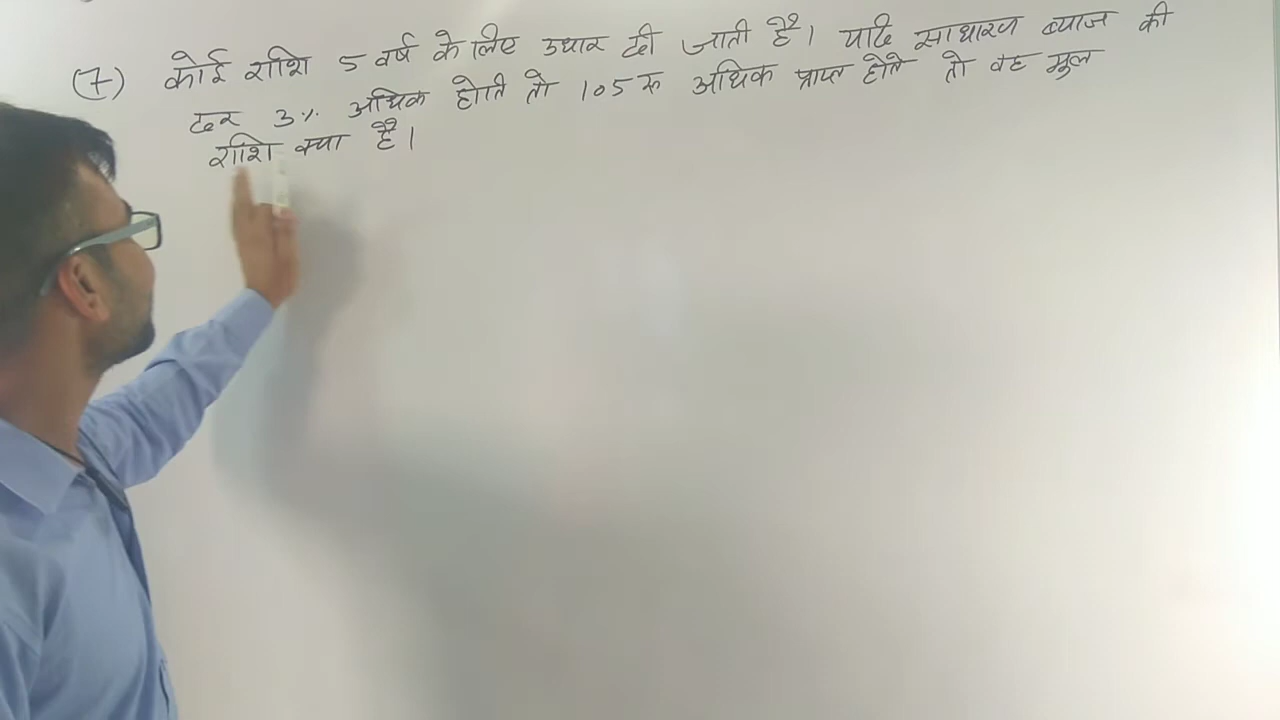 (7) कोई राशि 5 वर्ष के लिए उधार दी जाती है। यदि साधारण ब्याज की
दर 3% अधिक होती तो 105 रू अधिक प्राप्त होते तो वह मुल
राशि क्या है।